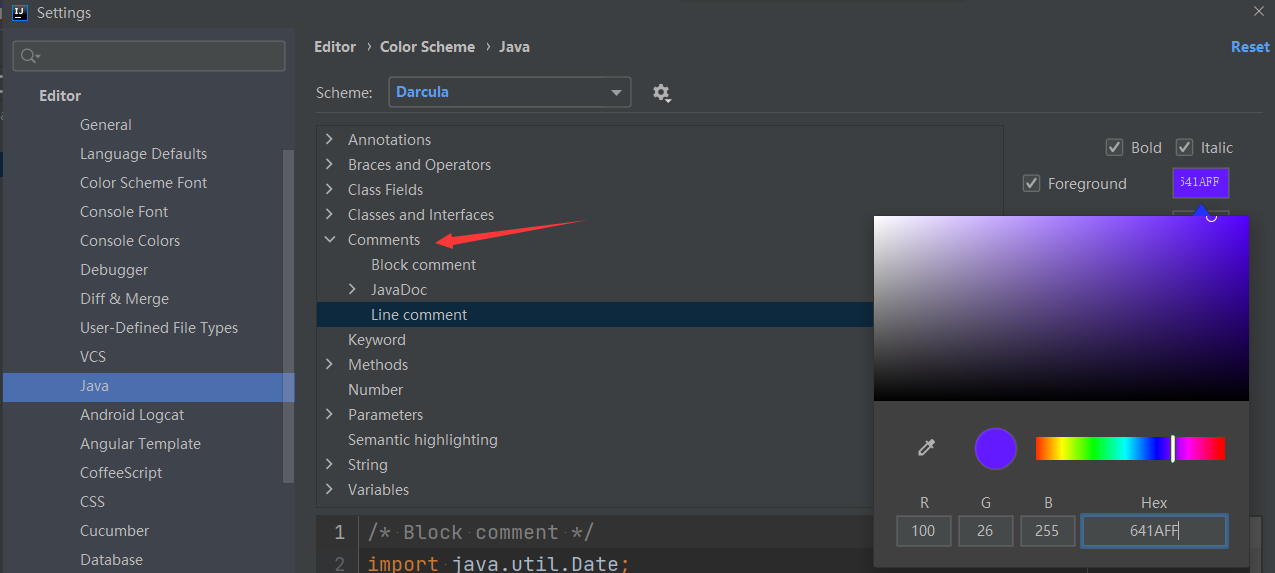 IJ Settings
Editor › Color Scheme › Java
Reset
Scheme: Darcula
Editor
General
Language Defaults
Color Scheme Font
Console Font
Console Colors
Debugger
Diff & Merge
User-Defined File Types
VCS
Java
Android Logcat
Angular Template
CoffeeScript
CSS
Cucumber
Database
Annotations
Braces and Operators
Class Fields
Classes and Interfaces
Comments
Block comment
JavaDoc
Line comment
Keyword
Methods
Number
Parameters
Semantic highlighting
String
Variables
Bold Italic
Foreground 641AFF
R G B Hex
100 26 255 641AFF
1 /* Block comment */
2 import java.util.Date;